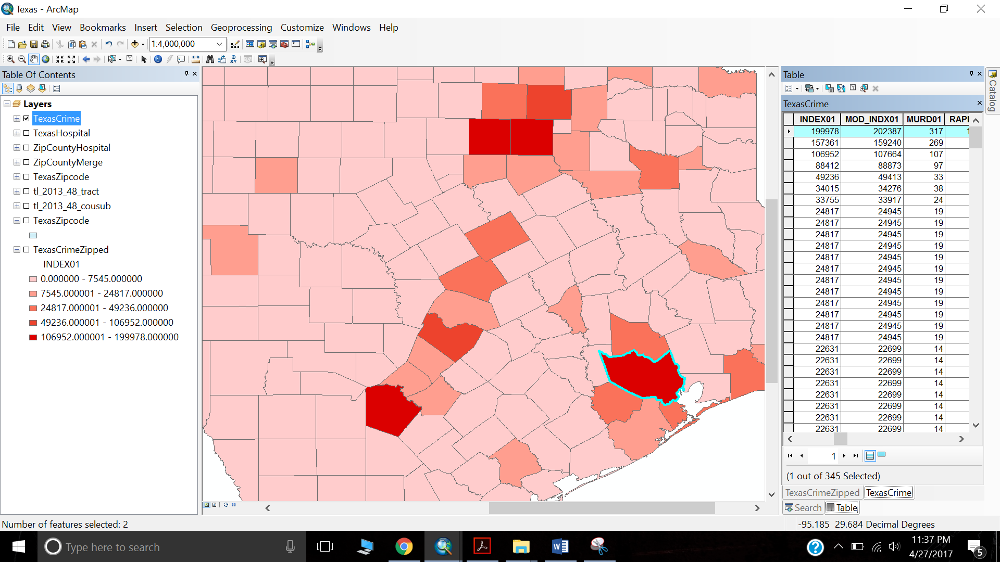 Texas - ArcMap
File Edit View Bookmarks Insert Selection Geoprocessing Customize Windows Help
1:4,000,000
Table Of Contents
Layers
TexasCrime
TexasHospital
ZipCountyHospital
ZipCountyMerge
TexasZipcode
tl_2013_48_tract
tl_2013_48_cousub
TexasZipcode
TexasCrimeZipped
INDEX01
0.000000 - 7545.000000
7545.000001 - 24817.000000
24817.000001 - 49236.000000
49236.000001 - 106952.000000
106952.000001 - 199978.000000
Table
Catalog
TexasCrime
INDEX01 MOD_INDX01 MURD01 RAPI
199978 202387 317
157361 159240 269
106952 107664 107
88412 88873 97
49236 49413 33
34015 34276 38
33755 33917 24
24817 24945 19
24817 24945 19
24817 24945 19
24817 24945 19
24817 24945 19
24817 24945 19
24817 24945 19
24817 24945 19
24817 24945 19
24817 24945 19
24817 24945 19
24817 24945 19
22631 22699 14
22631 22699 14
22631 22699 14
22631 22699 14
22631 22699 14
22631 22699 14
22631 22699 14
22631 22699 14
1
(1 out of 345 Selected)
TexasCrimeZipped TexasCrime
Search Table
Number of features selected: 2
-95.185 29.684 Decimal Degrees
Type here to search
11:37 PM
4/27/2017
5